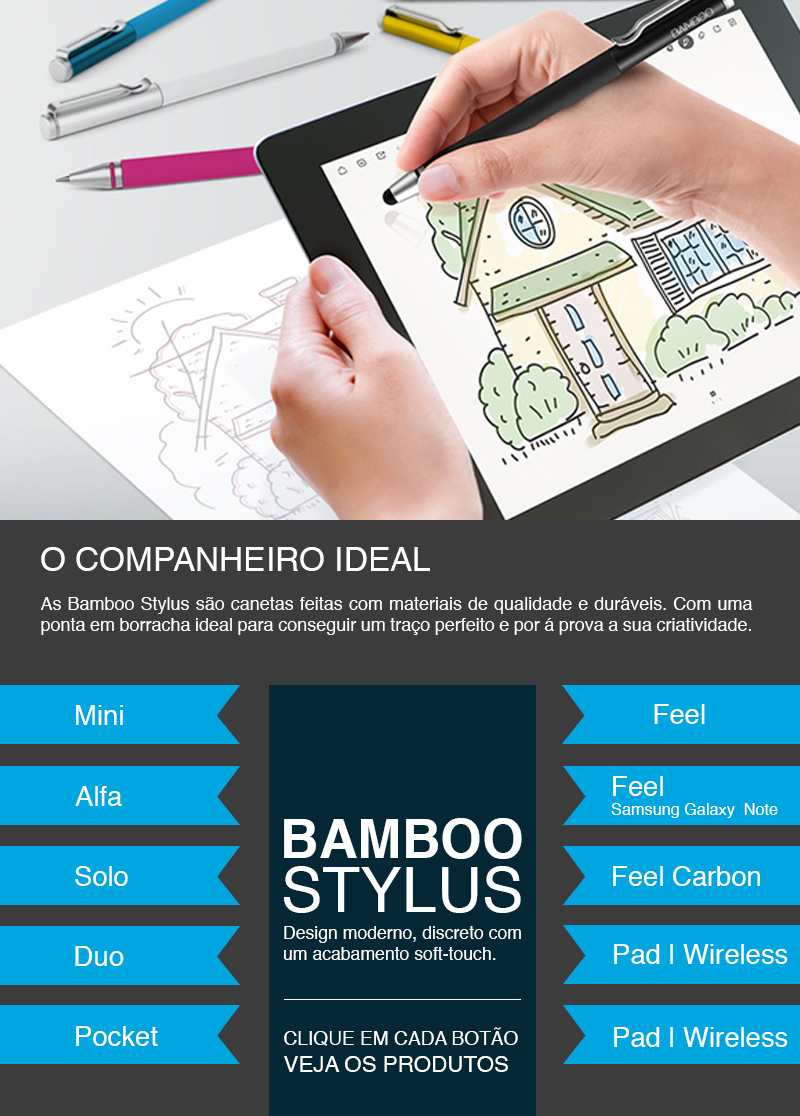 BAMBOO
O COMPANHEIRO IDEAL
As Bamboo Stylus são canetas feitas com materiais de qualidade e duráveis. Com uma
ponta em borracha ideal para conseguir um traço perfeito e por á prova a sua criatividade.
Mini
Alfa
Solo
Duo
Pocket
BAMBOO
STYLUS
Design moderno, discreto com
um acabamento soft-touch.
CLIQUE EM CADA BOTÃO
VEJA OS PRODUTOS
Feel
Feel
Samsung Galaxy Note
Feel Carbon
Pad | Wireless
Pad | Wireless